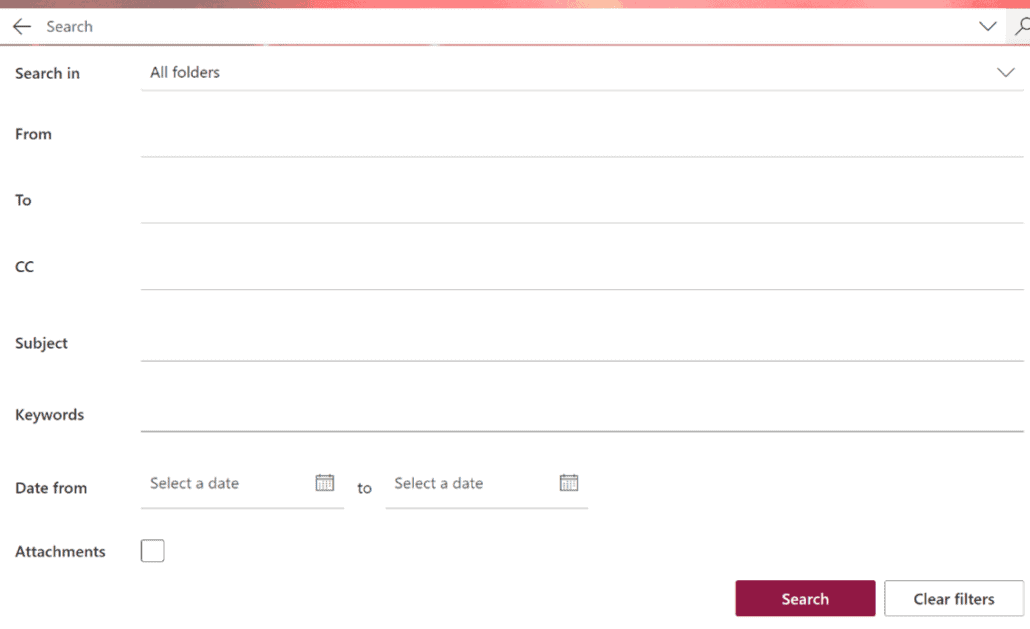 Search
Search in All folders
From
To
CC
Subject
Keywords
Date from Select a date to Select a date
Attachments
Search Clear filters